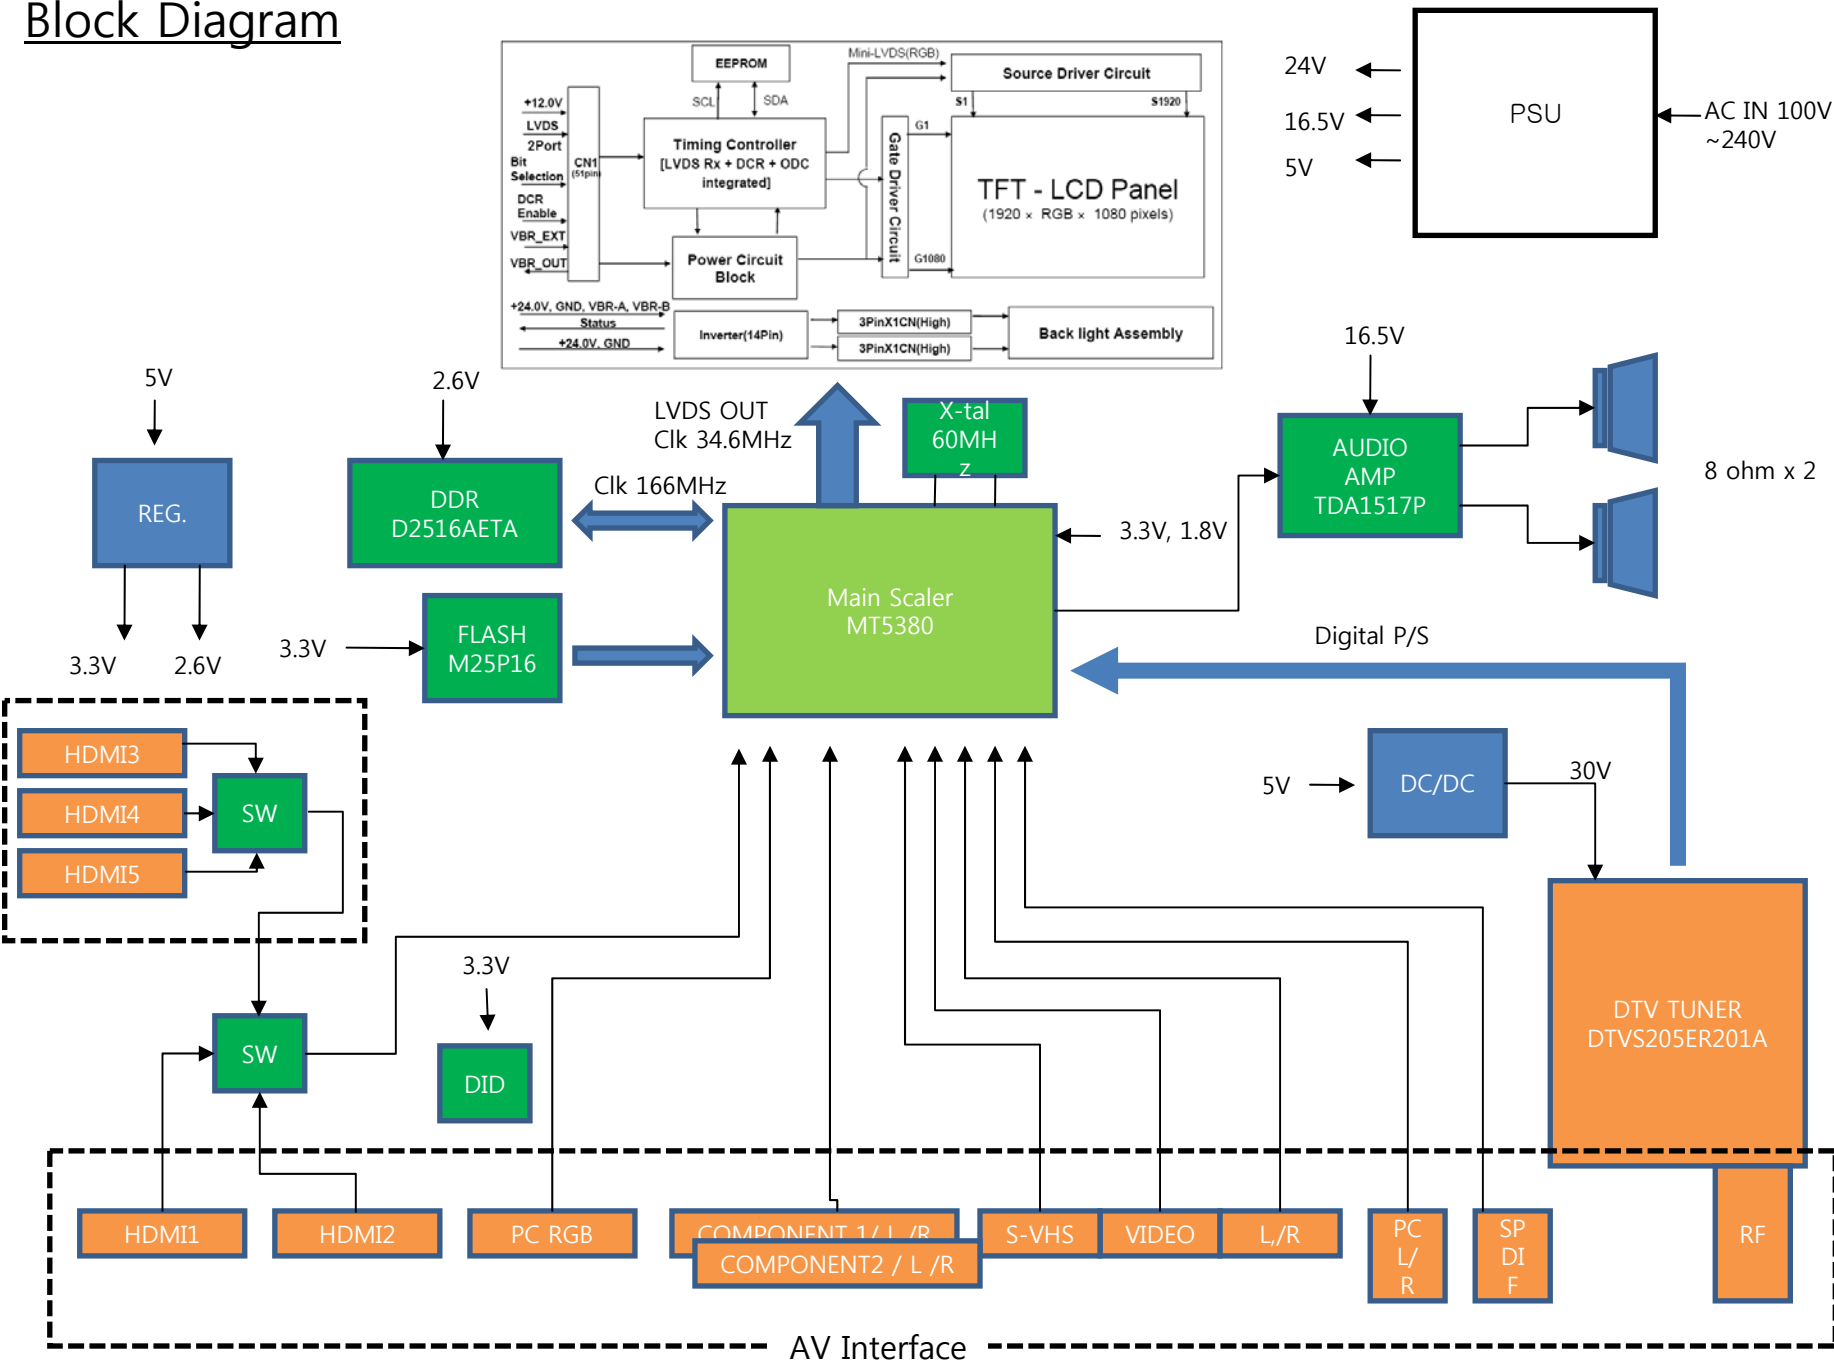 Block Diagram
EEPROM
Mini-LVDS(RGB)
Source Driver Circuit
SCL
SDA
S1
S1920
+12.0V
LVDS
2Port
Bit
Selection
DCR
Enable
VBR_EXT
VBR_OUT
CN1
(51pin)
Timing Controller
[LVDS Rx + DCR + ODC
integrated]
Gate Driver Circuit
G1
G1080
TFT - LCD Panel
(1920 × RGB × 1080 pixels)
Power Circuit
Block
+24.0V, GND, VBR-A, VBR-B
Status
+24.0V, GND
Inverter(14Pin)
3PinX1CN(High)
3PinX1CN(High)
Back light Assembly
24V
16.5V
5V
PSU
AC IN 100V
~240V
5V
REG.
3.3V
2.6V
2.6V
DDR
D2516AETA
Clk 166MHz
LVDS OUT
Clk 34.6MHz
X-tal
60MH
z
3.3V, 1.8V
16.5V
AUDIO
AMP
TDA1517P
8 ohm x 2
3.3V
FLASH
M25P16
Main Scaler
MT5380
Digital P/S
HDMI3
HDMI4
HDMI5
SW
5V
DC/DC
30V
SW
3.3V
DID
DTV TUNER
DTVS205ER201A
HDMI1
HDMI2
PC RGB
COMPONENT 1/ L /R
COMPONENT2 / L /R
S-VHS
VIDEO
L,/R
PC
L/
R
SP
DI
F
RF
AV Interface